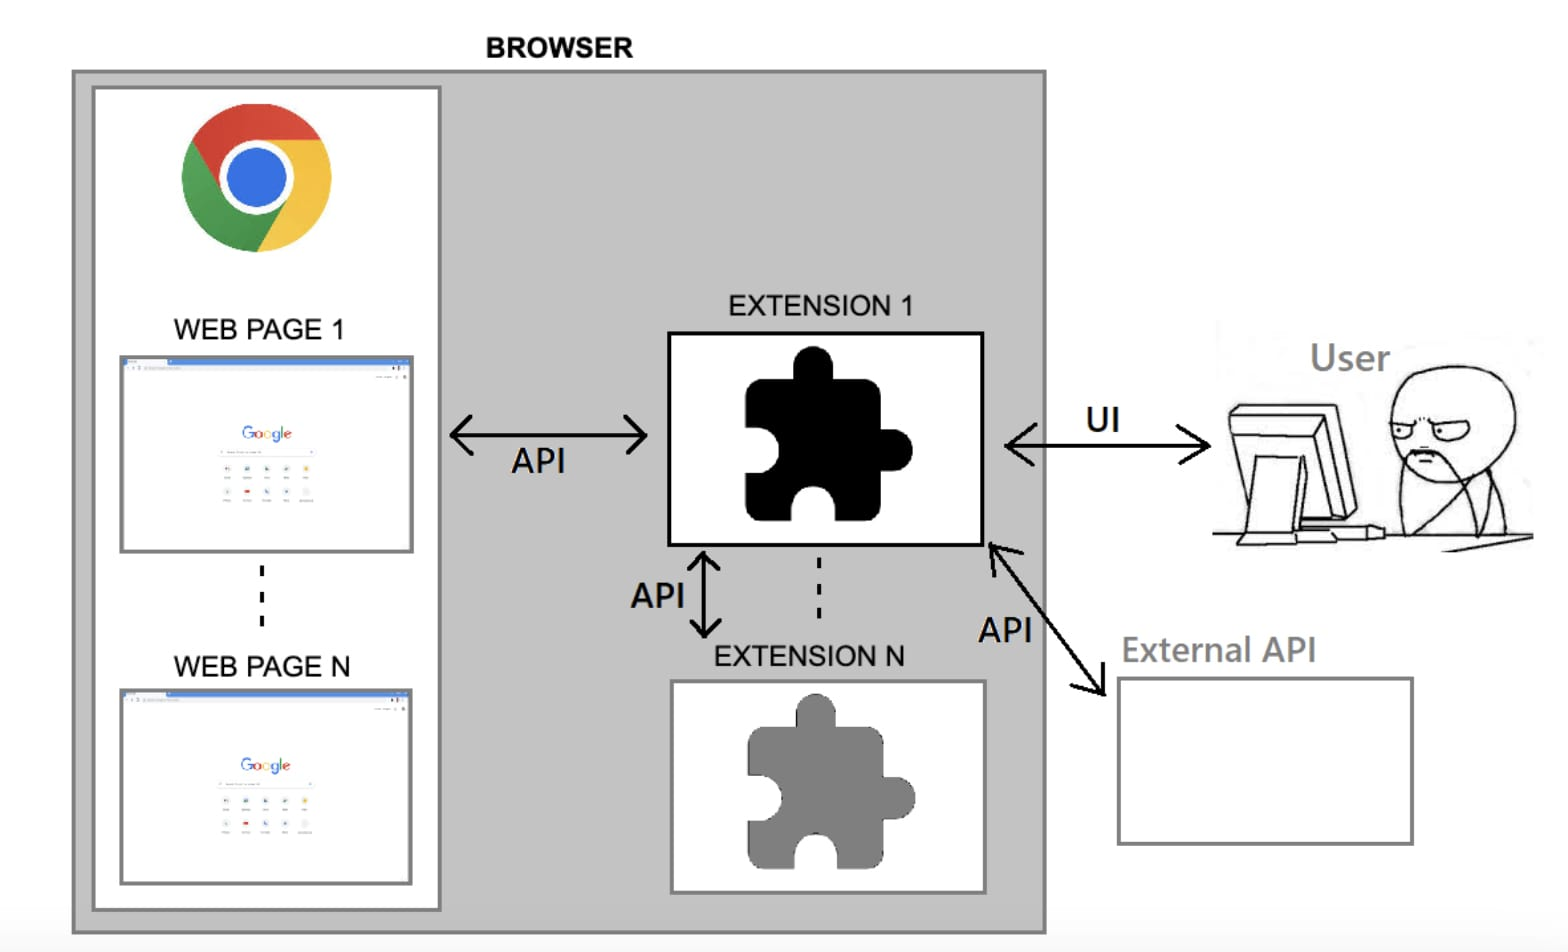 BROWSER
WEB PAGE 1
Google
WEB PAGE N
Google
EXTENSION 1
API
API
EXTENSION N
UI
User
API
External API